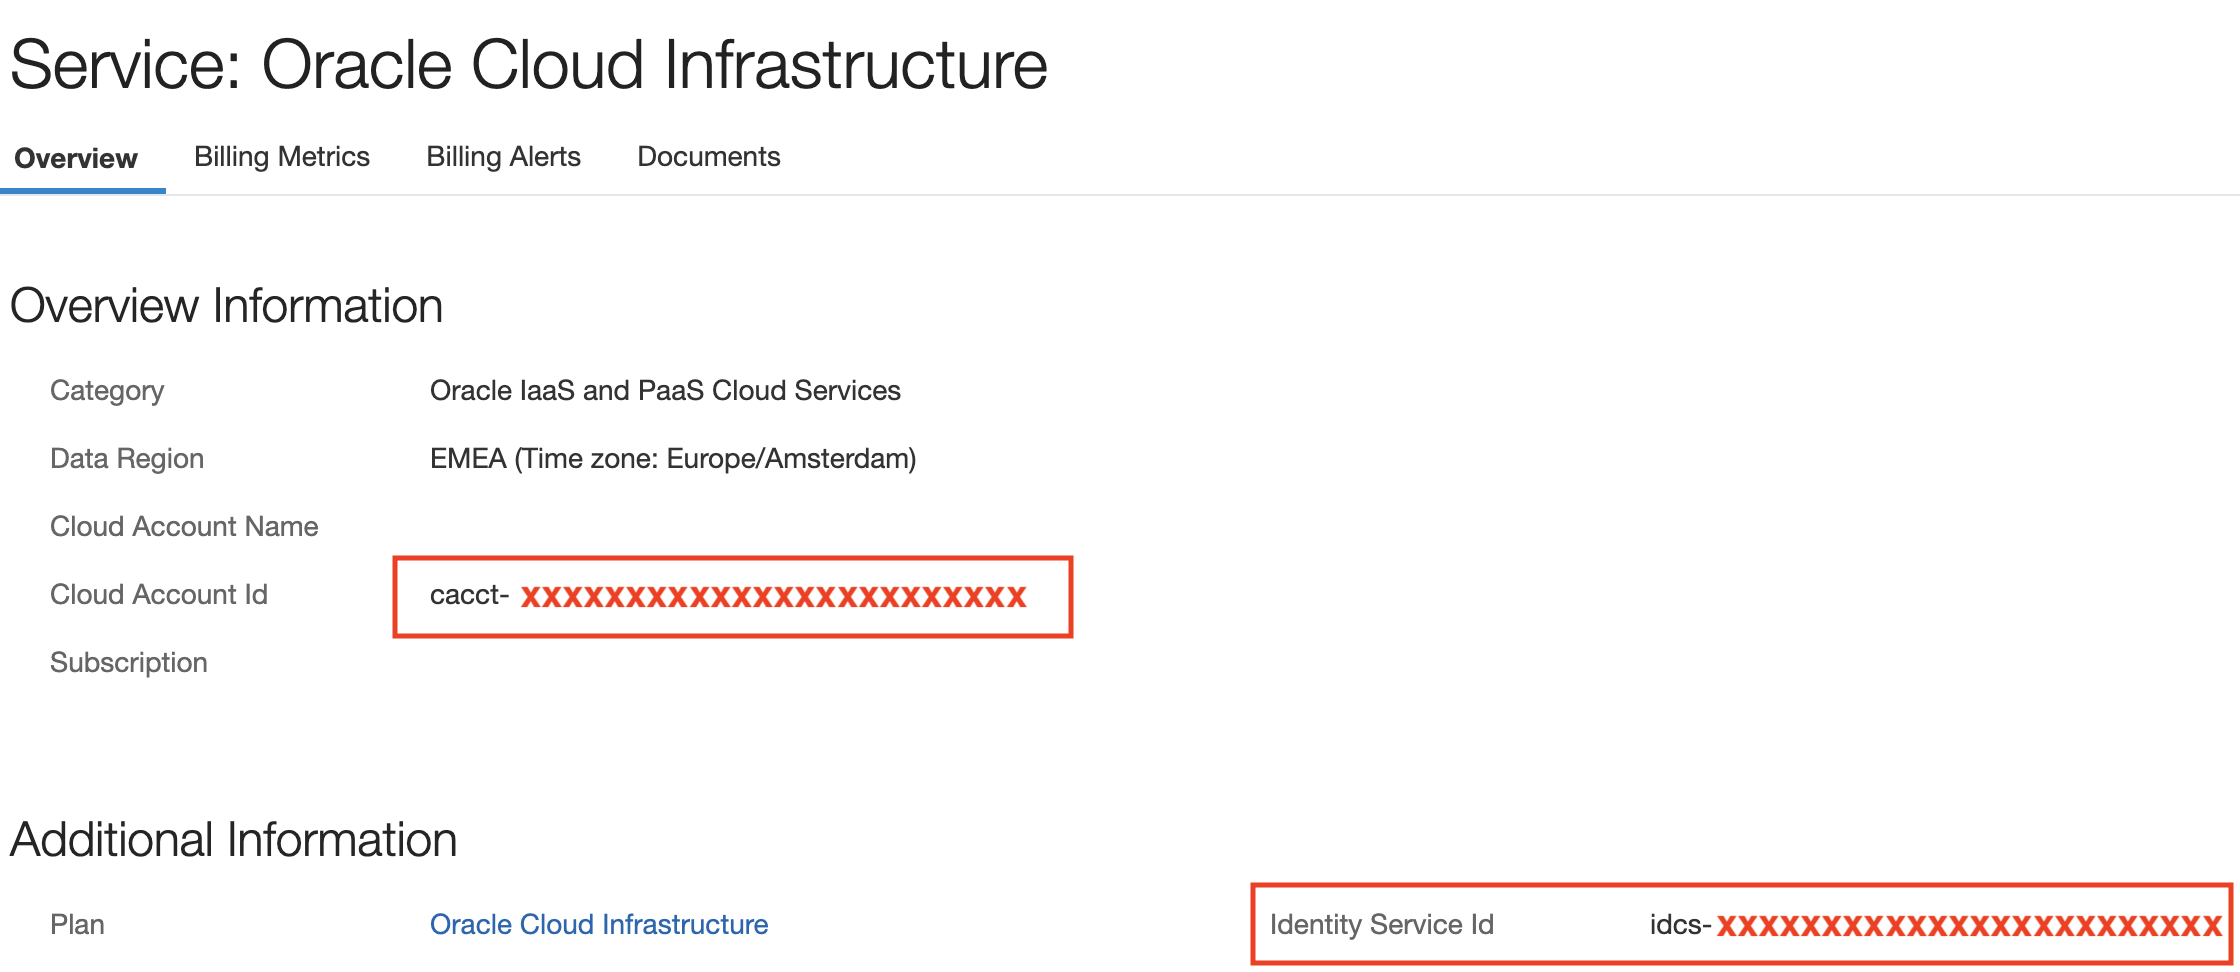 Service: Oracle Cloud Infrastructure
Overview Billing Metrics Billing Alerts Documents
Overview Information
Category Oracle IaaS and PaaS Cloud Services
Data Region EMEA (Time zone: Europe/Amsterdam)
Cloud Account Name
Cloud Account Id cacct- xxxxxxxxxxxxxxxxxxxxxxxx
Subscription
Additional Information
Plan Oracle Cloud Infrastructure Identity Service Id idcs- xxxxxxxxxxxxxxxxxxxxxxxx